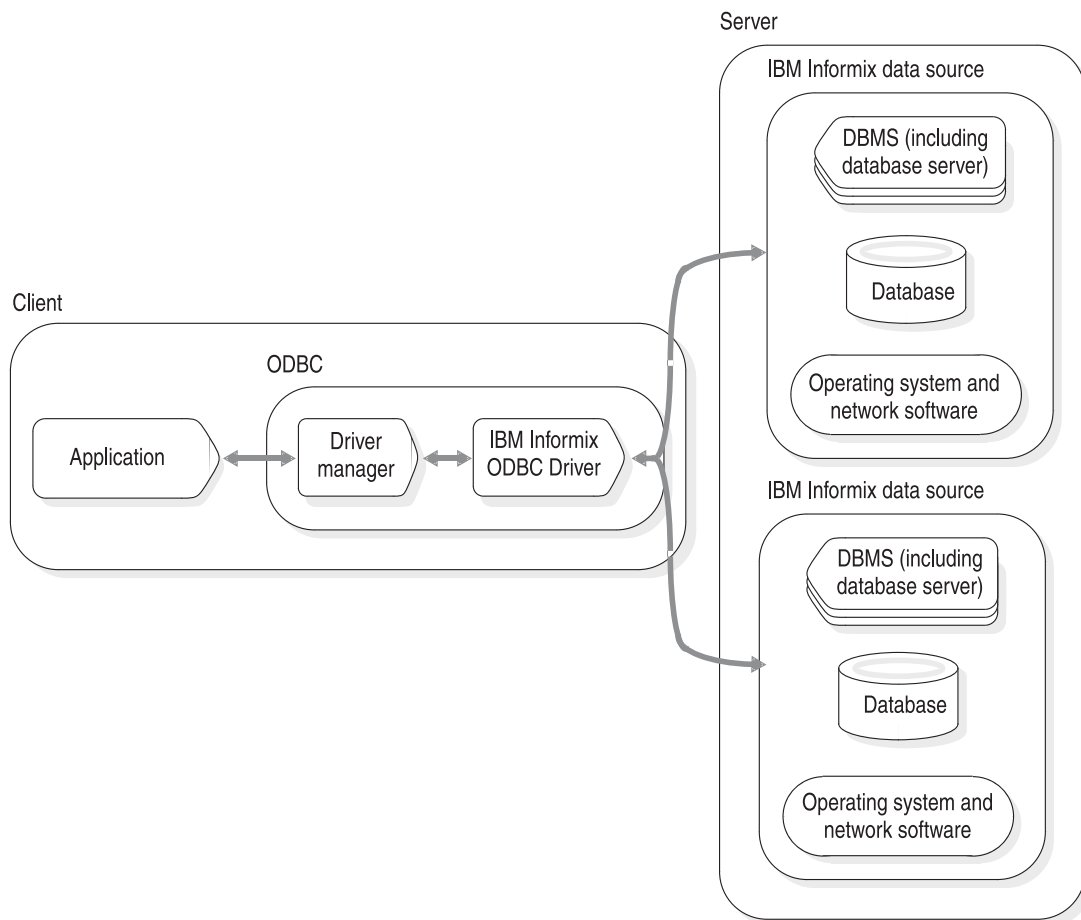 Server
IBM Informix data source
DBMS (including
database server)
Database
Operating system and
network software
Client
ODBC
Application
Driver
manager
IBM Informix
ODBC Driver
IBM Informix data source
DBMS (including
database server)
Database
Operating system and
network software